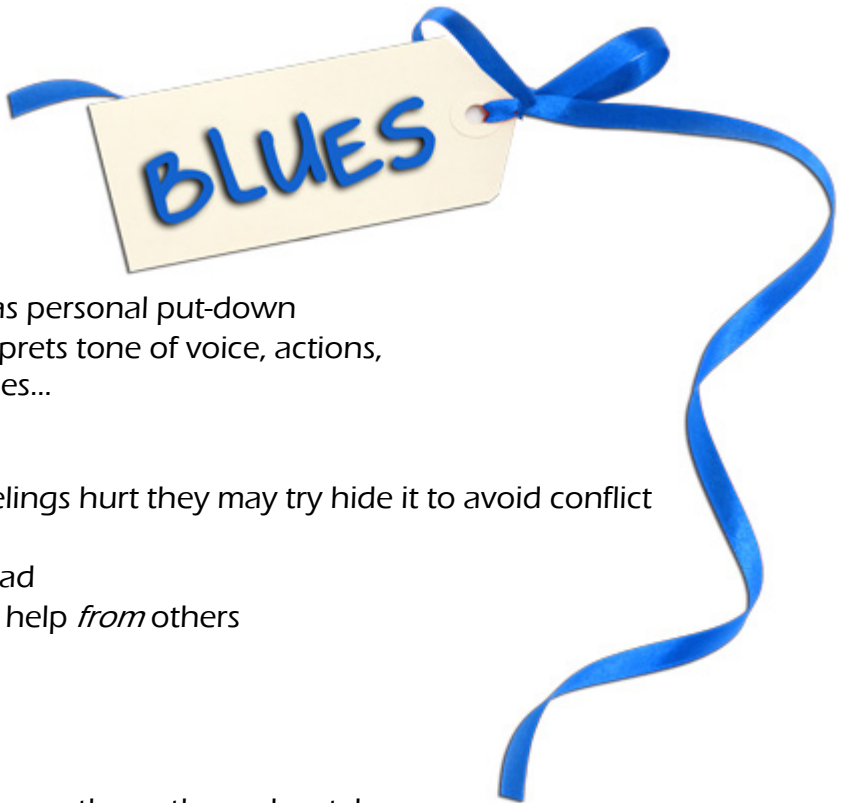 BLUES
as personal put-down
prets tone of voice, actions,
es...
elings hurt they may try hide it to avoid conflict
ad
help from others